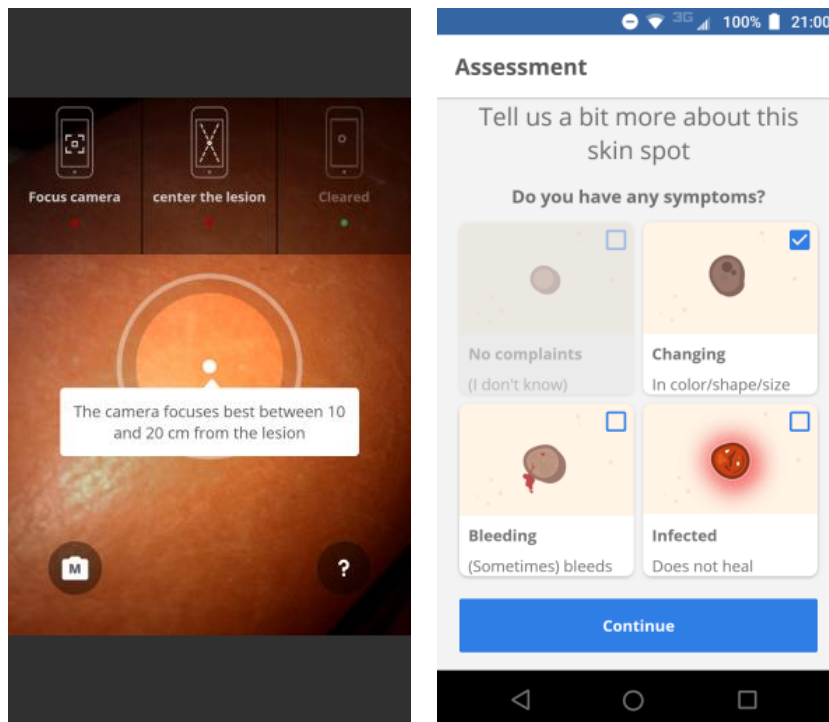 Focus camera
center the lesion
Cleared
The camera focuses best between 10
and 20 cm from the lesion
M
?
3G 100% 21:00
Assessment
Tell us a bit more about this
skin spot
Do you have any symptoms?
No complaints
(I don't know)
Changing
In color/shape/size
Bleeding
(Sometimes) bleeds
Infected
Does not heal
Continue